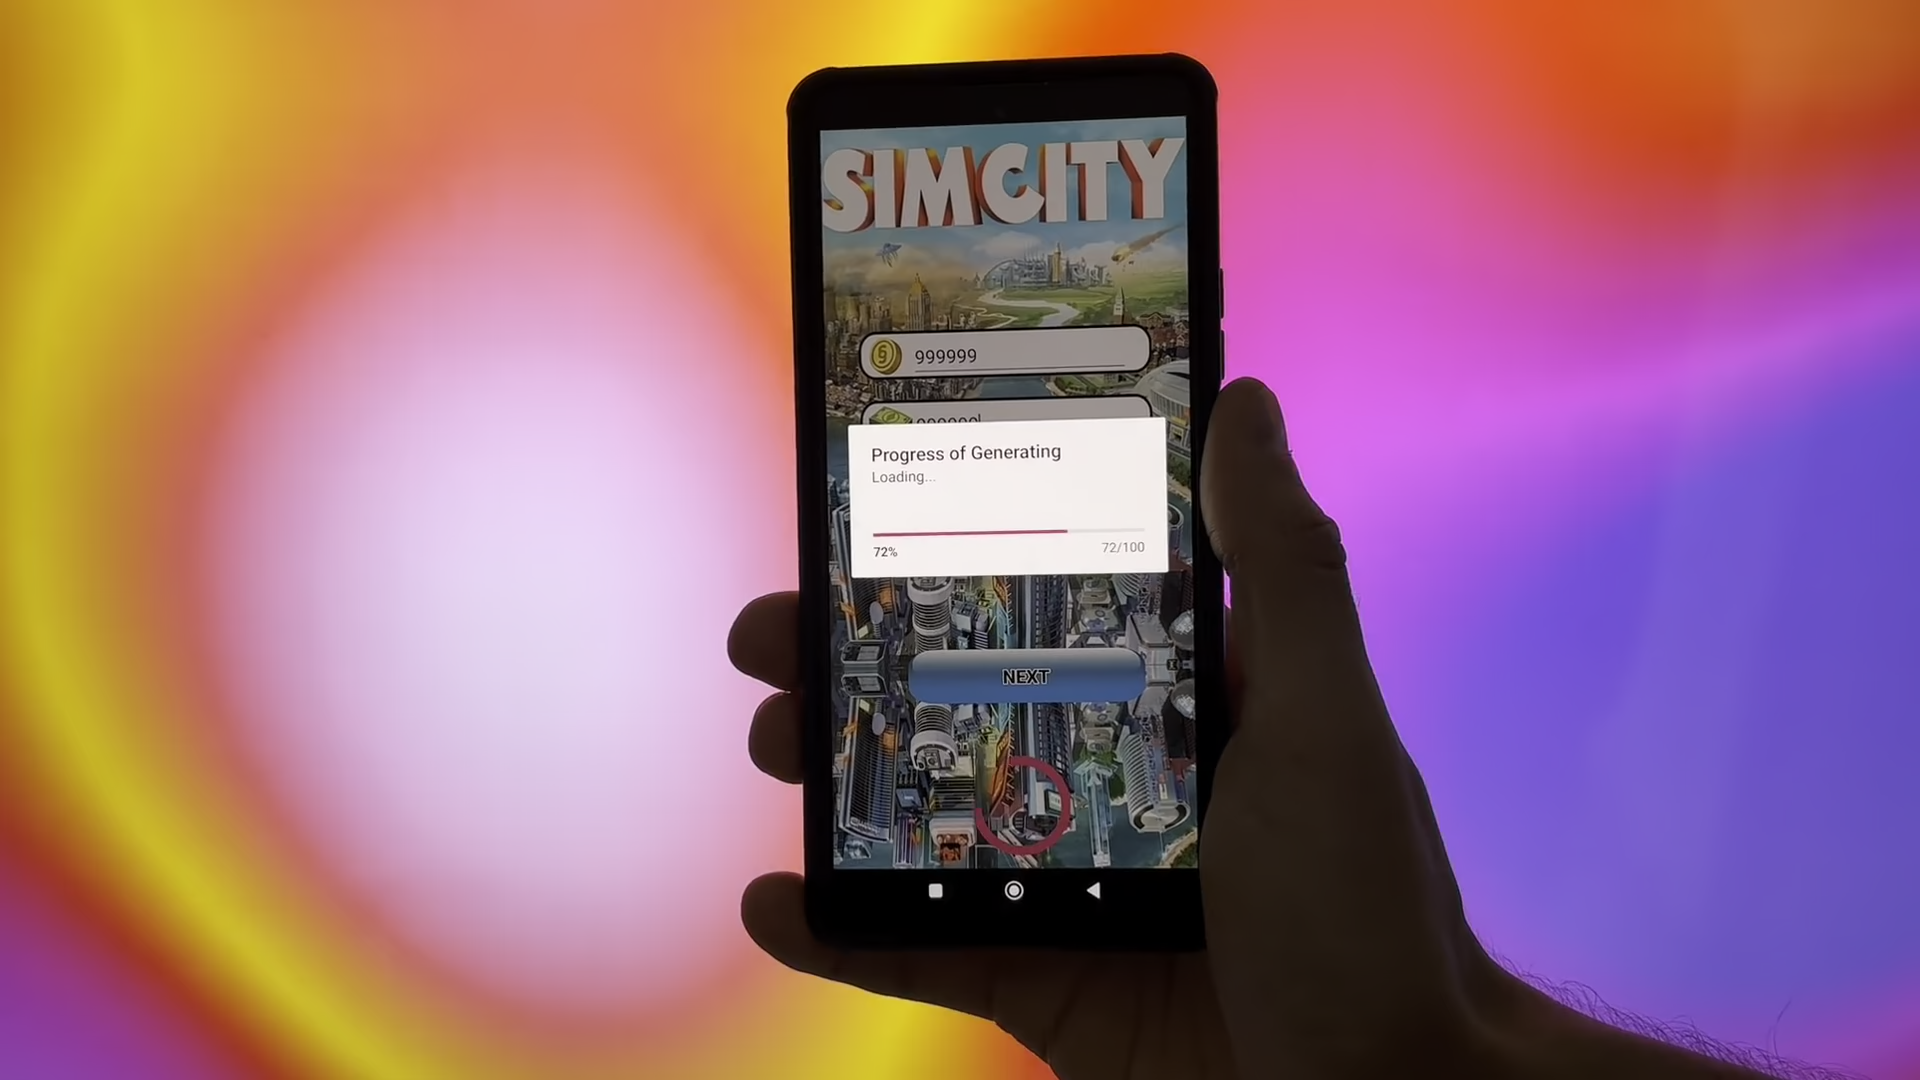 SIMCITY
999999
Progress of Generating
Loading...
72%
72/100
NEXT